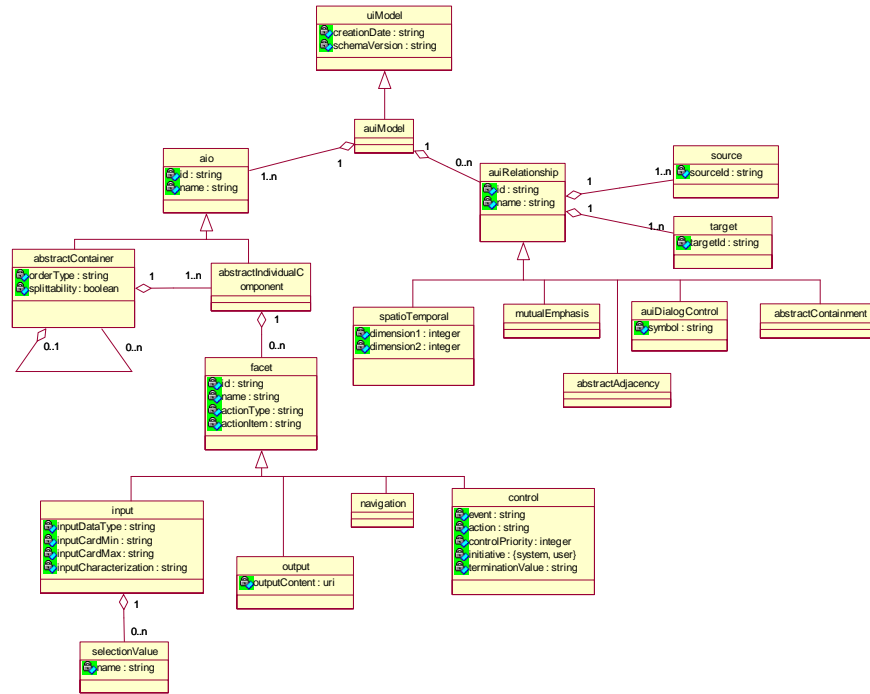 uiModel
creationDate : string
schemaVersion : string
auiModel
1
1
1..n
0..n
aio
id : string
name : string
auiRelationship
id : string
name : string
1
1..n
source
sourceId : string
1
1..n
target
targetId : string
abstractContainer
orderType : string
splittability : boolean
1
1..n
0..1
0..n
abstractIndividualC
omponent
1
0..n
spatioTemporal
dimension1 : integer
dimension2 : integer
mutualEmphasis
auiDialogControl
symbol : string
abstractContainment
abstractAdjacency
facet
id : string
name : string
actionType : string
actionItem : string
input
inputDataType : string
inputCardMin : string
inputCardMax : string
inputCharacterization : string
1
0..n
selectionValue
name : string
output
outputContent : uri
navigation
control
event : string
action : string
controlPriority : integer
initiative : {system, user}
terminationValue : string